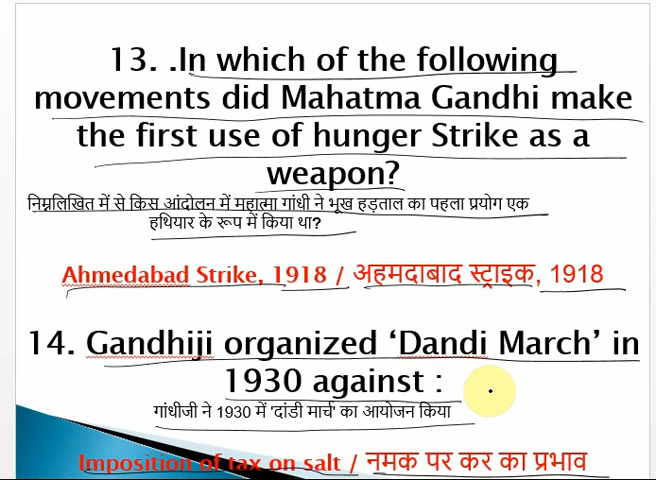 13. .In which of the following
movements did Mahatma Gandhi make
the first use of hunger Strike as a
weapon?
निम्नलिखित में से किस आंदोलन में महात्मा गांधी ने भूख हड़ताल का पहला प्रयोग एक
हथियार के रूप में किया था?
Ahmedabad Strike, 1918 / अहमदाबाद स्ट्राइक, 1918
14. Gandhiji organized ‘Dandi March’ in
1930 against :
गांधीजी ने 1930 में 'दांडी मार्च' का आयोजन किया
Imposition of tax on salt / नमक पर कर का प्रभाव